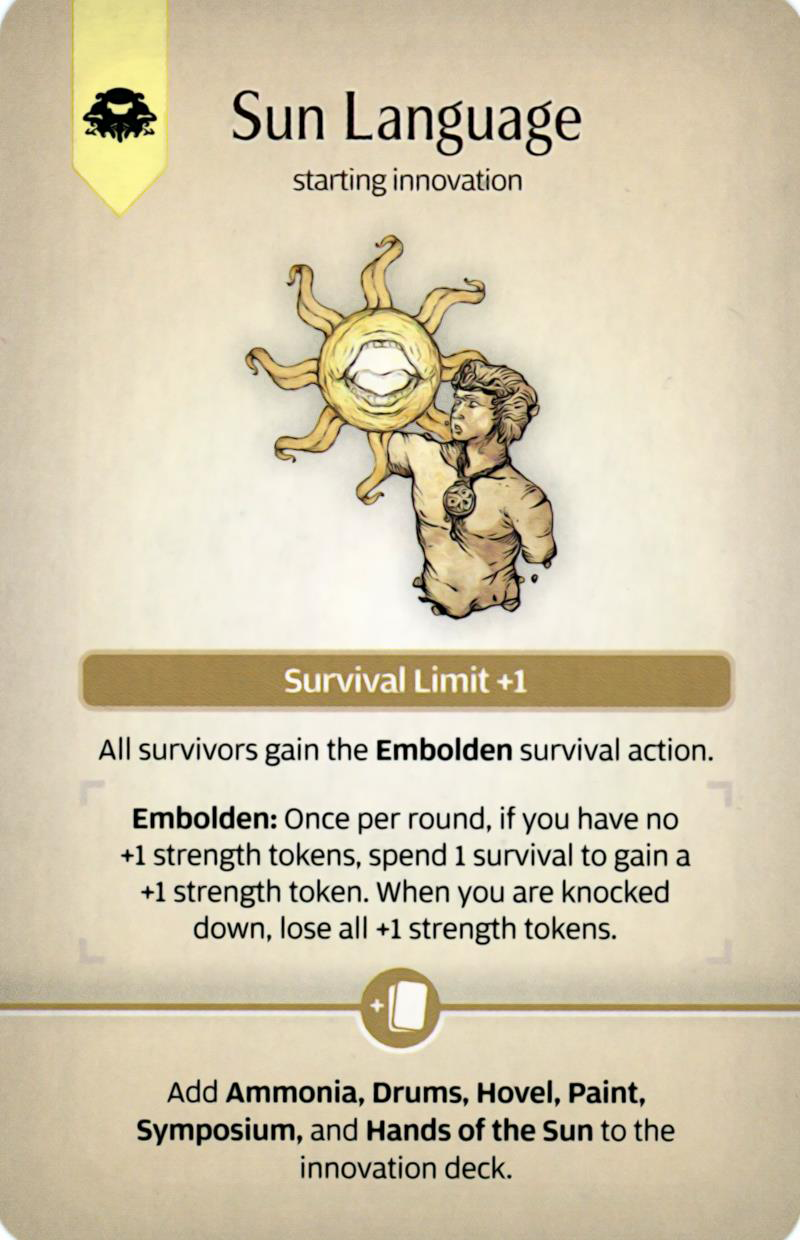 Sun Language
starting innovation
Survival Limit +1
All survivors gain the Embolden survival action.
Embolden: Once per round, if you have no
+1 strength tokens, spend 1 survival to gain a
+1 strength token. When you are knocked
down, lose all +1 strength tokens.
+
Add Ammonia, Drums, Hovel, Paint,
Symposium, and Hands of the Sun to the
innovation deck.